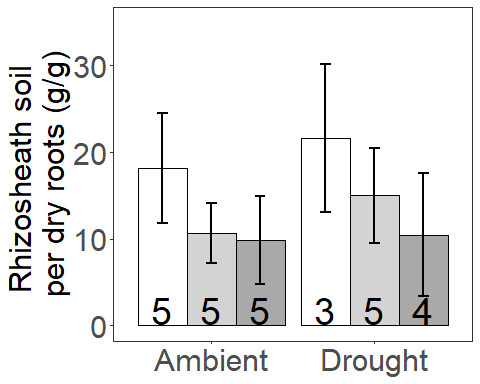 Rhizosheath soil
per dry roots (g/g)
30
20
10
0
5 5 5 3 5 4
Ambient Drought